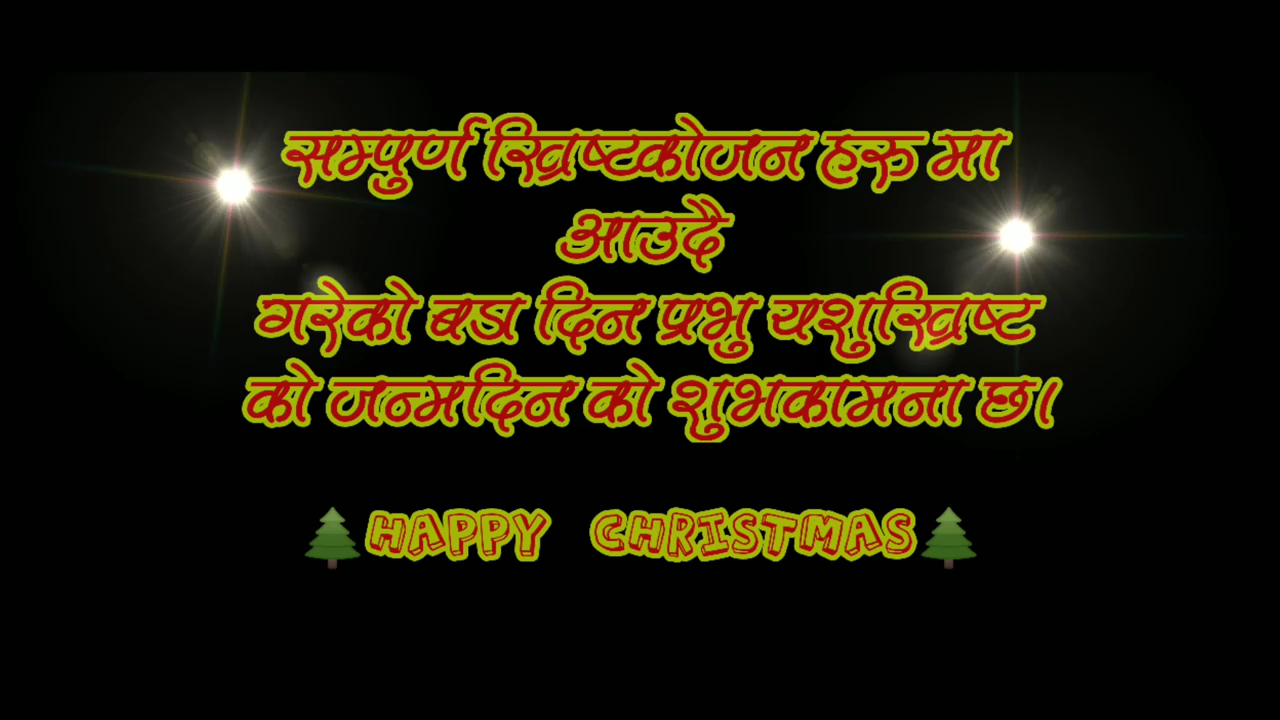 सम्पुर्ण ख्रिष्टकोजन हरु मा
आउदै
गरेको बडा दिन प्रभु यशुख्रिष्ट
को जन्मदिन को शुभकामना छ।
🌲HAPPY CHRISTMAS🌲